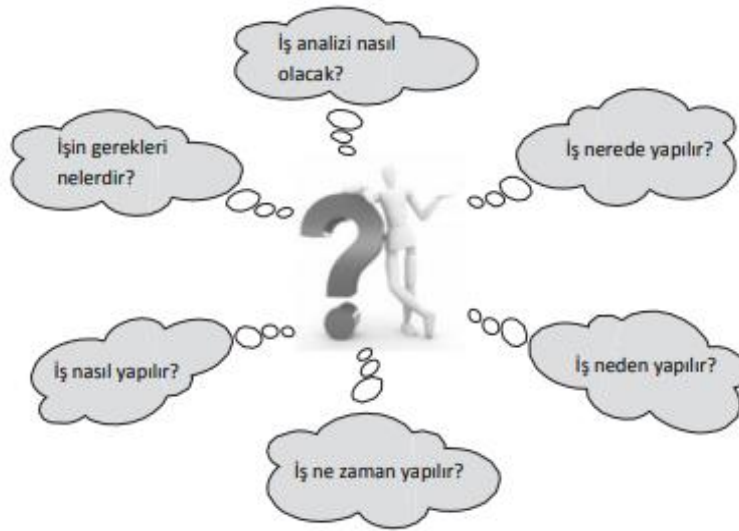 İş analizi nasıl
olacak?
İşin gerekleri
nelerdir?
İş nerede yapılır?
İş nasıl yapılır?
İş neden yapılır?
İş ne zaman yapılır?